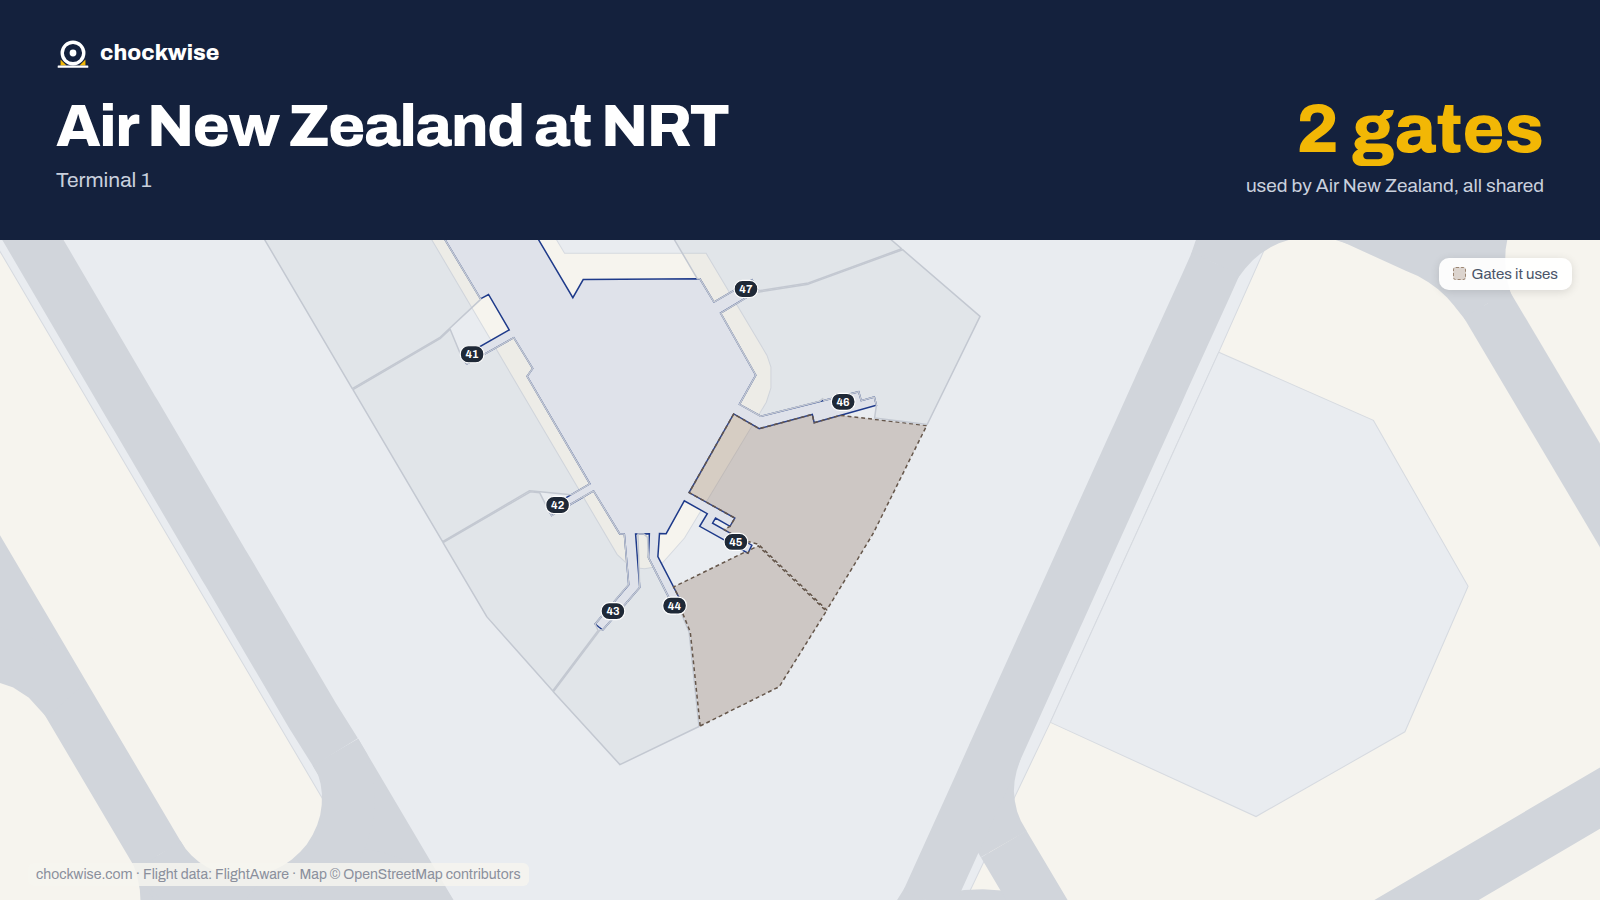 chockwise
Air New Zealand at NRT
Terminal 1
2 gates
used by Air New Zealand, all shared
Gates it uses
47
41
46
42
45
44
43
chockwise.com · Flight data: FlightAware · Map © OpenStreetMap contributors